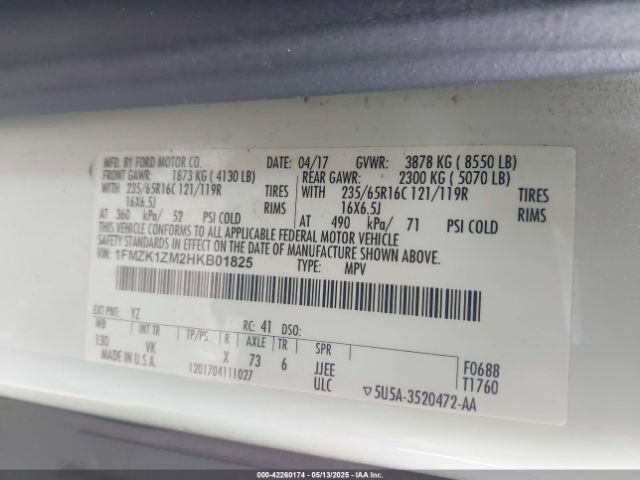 MFD. BY FORD MOTOR CO. 04/17 GVWR: 3878 KG ( 8550 LB)
FRONT GAWR: 1873 KG ( 4130 LB) REAR GAWR: 2300 KG ( 5070 LB)
WITH 235/65R16C 121/119R TIRES WITH 235/65R16C 121/119R TIRES
16X6.5J RIMS 16X6.5J RIMS
AT 360 kPa/ 52 PSI COLD AT 490 kPa/ 71 PSI COLD
THIS VEHICLE CONFORMS TO ALL APPLICABLE FEDERAL MOTOR VEHICLE
SAFETY STANDARDS IN EFFECT ON THE DATE OF MANUFACTURE SHOWN ABOVE.
VIN: 1FMZK1ZM2HKB01825 TYPE: MPV
EXT PNT: YZ RC: 41 DSO:
WB INT TR TP/PS R AXLE TR SPR
130 VK X 73 6 JJEE F0688
MADE IN U.S.A. 1201704111027 ULC T1760
▽5U5A-3520472-AA
000-42260174 | 05/13/2025 - IAAI.COM